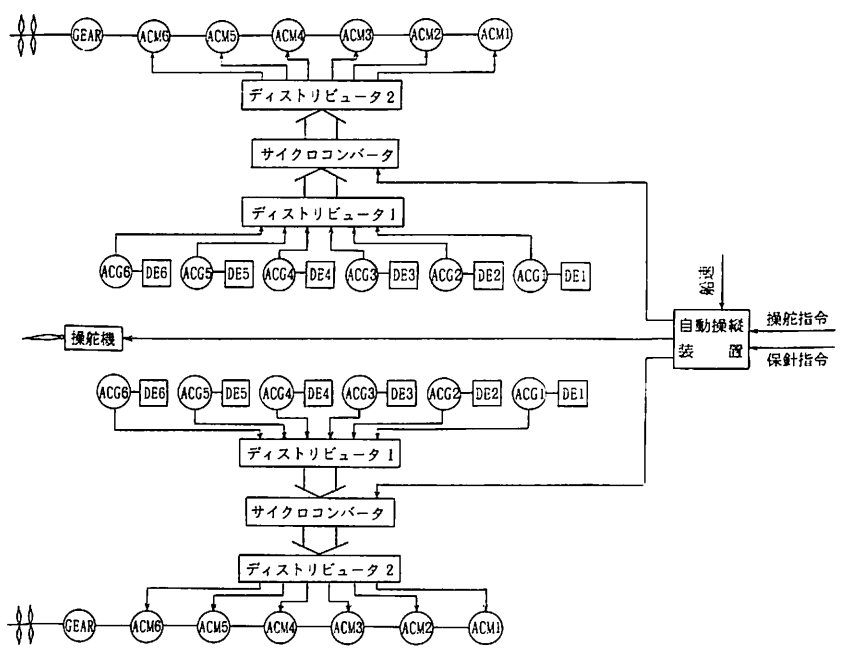 GEAR ACM6 ACM5 ACM4 ACM3 ACM2 ACM1
ディストリビュータ2
サイクロコンバータ
ディストリビュータ1
ACG6 DE6 ACG5 DE5 ACG4 DE4 ACG3 DE3 ACG2 DE2 ACG1 DE1
船速
操舵機
自動操縦
装置
操舵指令
保針指令
ACG6 DE6 ACG5 DE5 ACG4 DE4 ACG3 DE3 ACG2 DE2 ACG1 DE1
ディストリビュータ1
サイクロコンバータ
ディストリビュータ2
GEAR ACM6 ACM5 ACM4 ACM3 ACM2 ACM1